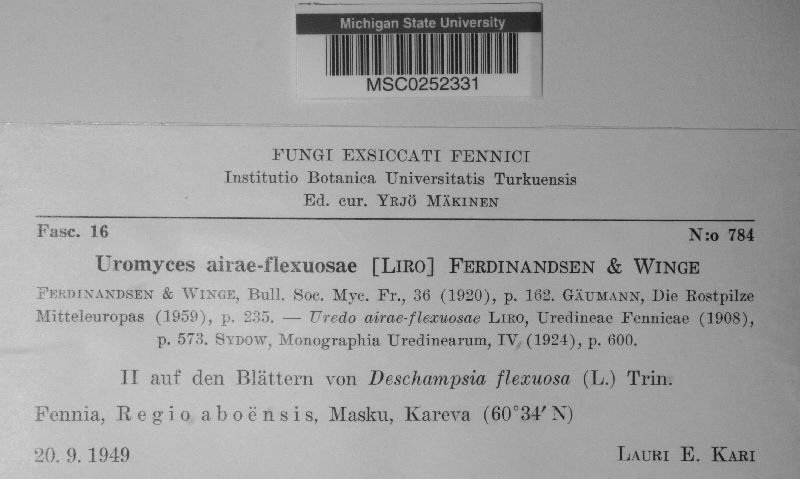 Michigan State University
MSC0252331
FUNGI EXSICCATI FENNICI
Institutio Botanica Universitatis Turkuensis
Ed. cur. YRJÖ MÄKINEN
Fasc. 16 N:o 784
Uromyces airae-flexuosae [LIRO] FERDINANDSEN & WINGE
FERDINANDSEN & WINGE, Bull. Soc. Myc. Fr., 36 (1920), p. 162. GÄUMANN, Die Rostpilze
Mitteleuropas (1959), p. 235. — Uredo airae-flexuosae LIRO, Uredineae Fennicae (1908),
p. 573. SYDOW, Monographia Uredinearum, IV, (1924), p. 600.
II auf den Blättern von Deschampsia flexuosa (L.) Trin.
Fennia, Regio aboënsis, Masku, Kareva (60°34′ N)
20. 9. 1949 LAURI E. KARI